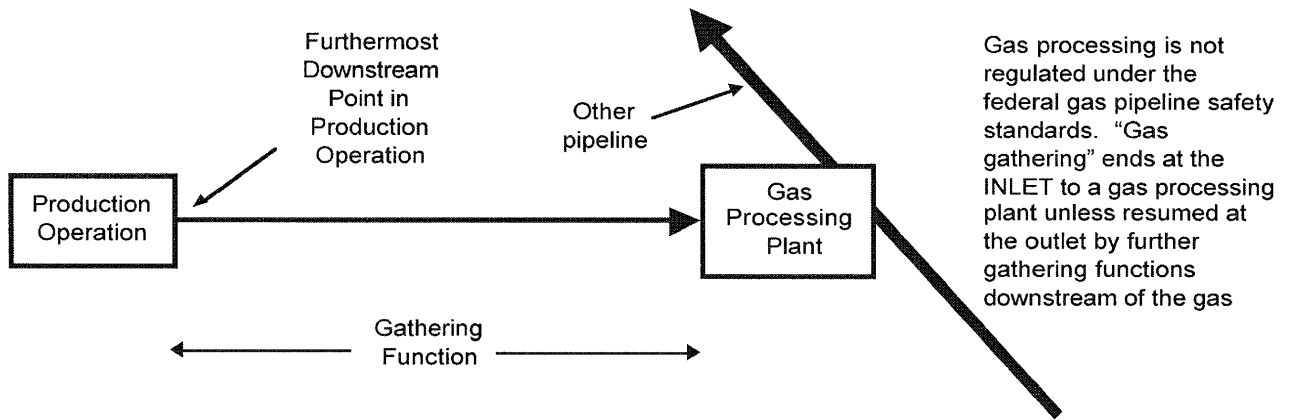 Furthermost
Downstream
Point in
Production
Operation
Other
pipeline
Production
Operation
Gas
Processing
Plant
Gathering
Function
Gas processing is not
regulated under the
federal gas pipeline safety
standards.  “Gas
gathering” ends at the
INLET to a gas processing
plant unless resumed at
the outlet by further
gathering functions
downstream of the gas